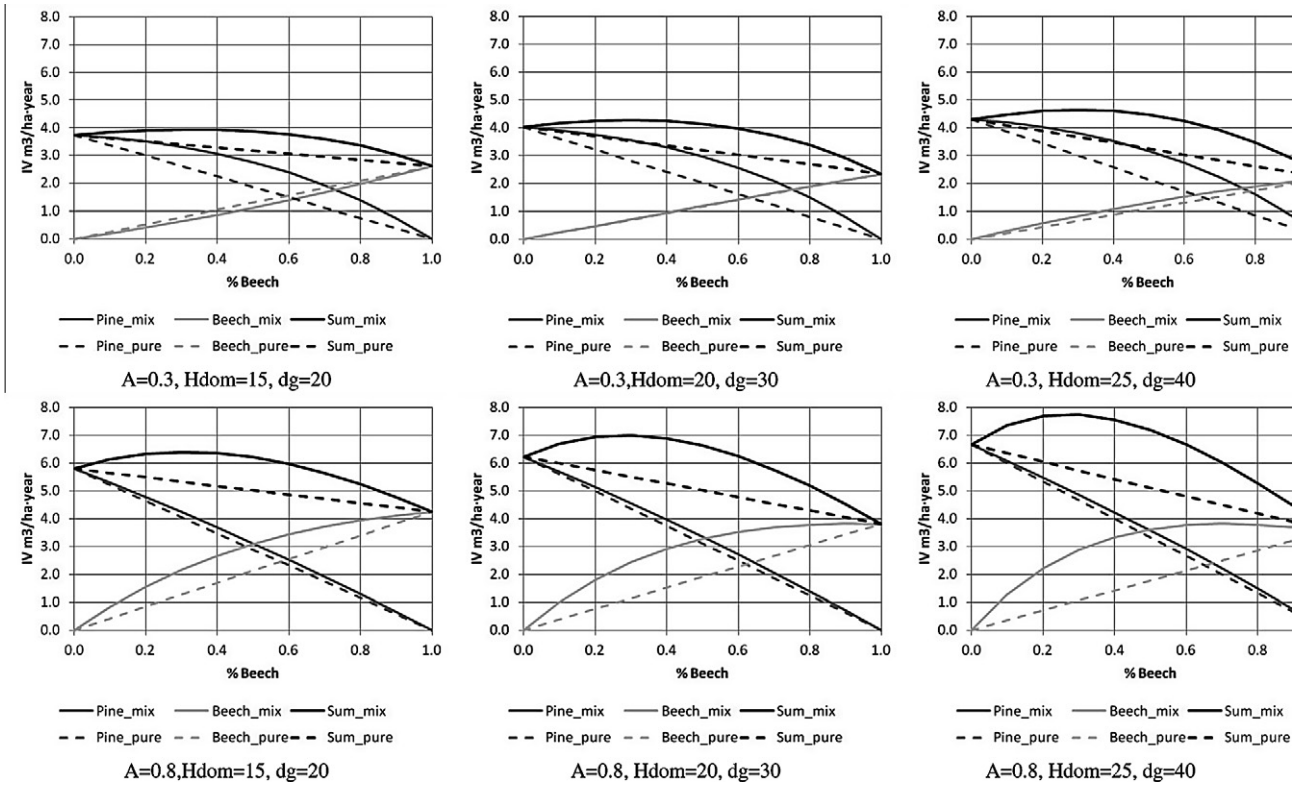 8.0
7.0
6.0
5.0
4.0
3.0
2.0
1.0
0.0
IV m3/ha·year
0.0 0.2 0.4 0.6 0.8 1.0
% Beech
Pine_mix Beech_mix Sum_mix
Pine_pure Beech_pure Sum_pure
A=0.3, Hdom=15, dg=20
8.0
7.0
6.0
5.0
4.0
3.0
2.0
1.0
0.0
IV m3/ha·year
0.0 0.2 0.4 0.6 0.8 1.0
% Beech
Pine_mix Beech_mix Sum_mix
Pine_pure Beech_pure Sum_pure
A=0.3,Hdom=20, dg=30
8.0
7.0
6.0
5.0
4.0
3.0
2.0
1.0
0.0
IV m3/ha·year
0.0 0.2 0.4 0.6 0.8
% Beech
Pine_mix Beech_mix Sum_mix
Pine_pure Beech_pure Sum_pure
A=0.3, Hdom=25, dg=40
8.0
7.0
6.0
5.0
4.0
3.0
2.0
1.0
0.0
IV m3/ha·year
0.0 0.2 0.4 0.6 0.8 1.0
% Beech
Pine_mix Beech_mix Sum_mix
Pine_pure Beech_pure Sum_pure
A=0.8,Hdom=15, dg=20
8.0
7.0
6.0
5.0
4.0
3.0
2.0
1.0
0.0
IV m3/ha·year
0.0 0.2 0.4 0.6 0.8 1.0
% Beech
Pine_mix Beech_mix Sum_mix
Pine_pure Beech_pure Sum_pure
A=0.8, Hdom=20, dg=30
8.0
7.0
6.0
5.0
4.0
3.0
2.0
1.0
0.0
IV m3/ha·year
0.0 0.2 0.4 0.6 0.8
% Beech
Pine_mix Beech_mix Sum_mix
Pine_pure Beech_pure Sum_pure
A=0.8, Hdom=25, dg=40